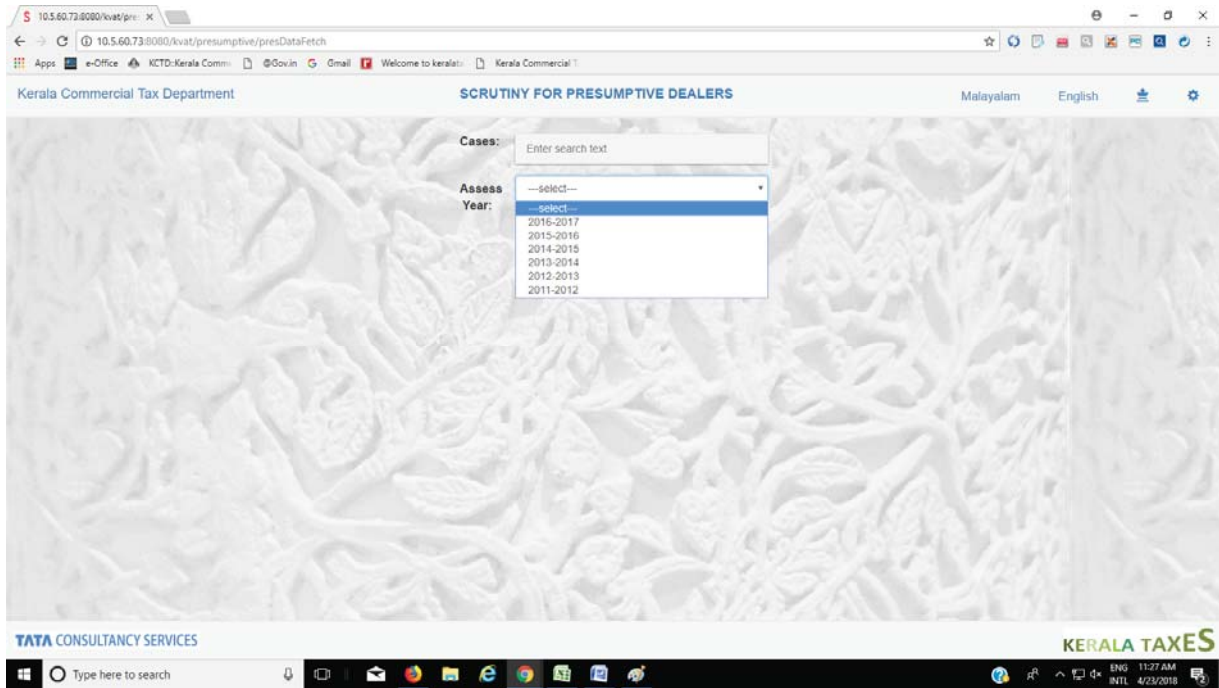 10.5.60.73:8080/kvat/pre
10.5.60.73:8080/kvat/presumptive/presDataFetch
Apps e-Office KCTD:Kerala Comm @Gov.in Gmail Welcome to kerala Kerala Commercial T
Kerala Commercial Tax Department SCRUTINY FOR PRESUMPTIVE DEALERS Malayalam English
Cases: Enter search text
Assess Year: ---select---
---select---
2016-2017
2015-2016
2014-2015
2013-2014
2012-2013
2011-2012
TATA CONSULTANCY SERVICES KERALA TAXES
Type here to search ENG 11:27 AM
INTL 4/23/2018